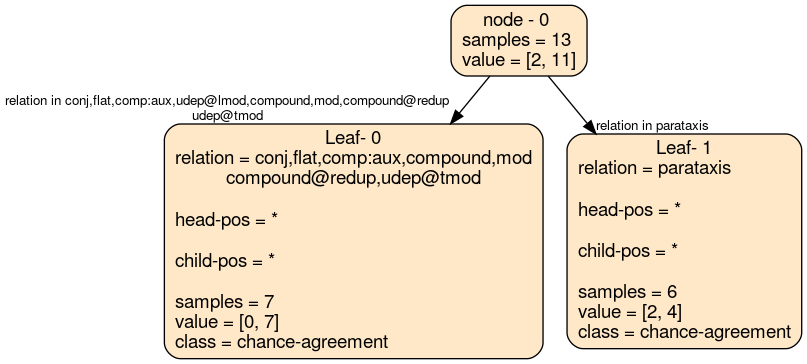 node - 0
samples = 13
value = [2, 11]
relation in conj,flat,comp:aux,udep@lmod,compound,mod,compound@redup
udep@tmod
relation in parataxis
Leaf- 0
relation = conj,flat,comp:aux,compound,mod
compound@redup,udep@tmod
head-pos = *
child-pos = *
samples = 7
value = [0, 7]
class = chance-agreement
Leaf- 1
relation = parataxis
head-pos = *
child-pos = *
samples = 6
value = [2, 4]
class = chance-agreement